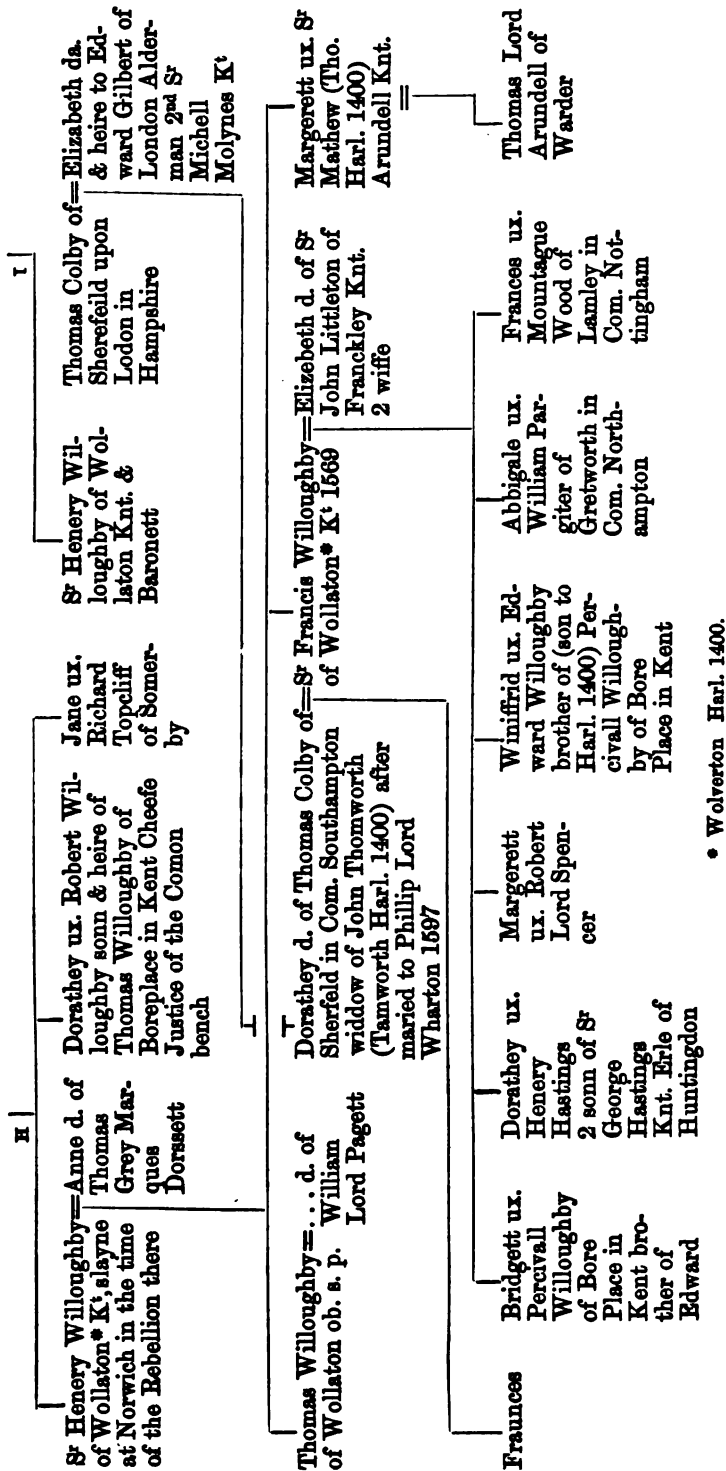 H
I
Sr Henery Willoughby=Anne d. of
of Wollaton* Kt, slayne
at Norwich in the time
of the Rebellion there
Thomas
Grey Mar-
ques
Dorssett
Dorathey ux. Robert Wil-
loughby sonn & heire of
Thomas Willoughby of
Boreplace in Kent Cheefe
Justice of the Comon
bench
Jane ux.
Richard
Topcliff
of Somer-
by
Sr Henery Wil-
loughby of Wol-
laton Knt. &
Baronett
Thomas Colby of=Elizabeth da.
Sherefeild upon
Lodon in
Hampshire
& heire to Ed-
ward Gilbert of
London Alder-
man 2nd Sr
Michell
Molynes Kt
Thomas Willoughby=... d. of
of Wollaton ob. s. p.
William
Lord Pagett
Dorathey d. of Thomas Colby of=Sr Francis Willoughby=Elizebeth d. of Sr
Sherfeld in Com. Southampton
widdow of John Thomworth
(Tamworth Harl. 1400) after
maried to Phillip Lord
Wharton 1597
of Wollaton* Kt 1569
John Littleton of
Franckley Knt.
2 wiffe
Margerett ux. Sr
Mathew (Tho.
Harl. 1400)
Arundell Knt.
=
Fraunces
Bridgett ux.
Percivall
Willoughby
of Bore
Place in
Kent bro-
ther of
Edward
Dorathey ux.
Henery
Hastings
2 sonn of Sr
George
Hastings
Knt. Erle of
Huntingdon
Margerett
ux. Robert
Lord Spen-
cer
Winiffrid ux. Ed-
ward Willoughby
brother of (son to
Harl. 1400) Per-
civall Willough-
by of Bore
Place in Kent
Abbigale ux.
William Par-
giter of
Gretworth in
Com. North-
ampton
Frances ux.
Mountague
Wood of
Lamley in
Com. Not-
tingham
Thomas Lord
Arundell of
Warder
* Wolverton Harl. 1400.